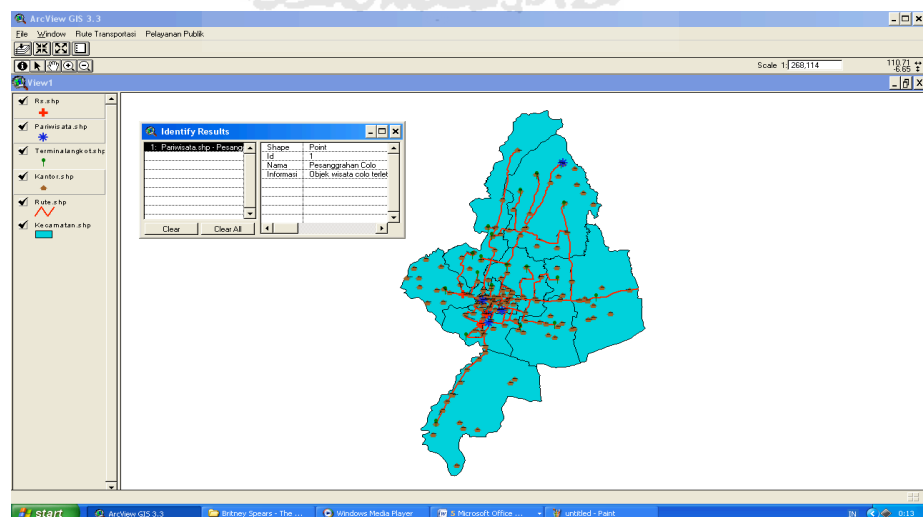 ArcView GIS 3.3
File Window Rute Transportasi Pelayanan Publik
Scale 1: 268,114
110.71
-6.65
View1
Rs.shp
Pariwisata.shp
Terminalangkot.shp
Kantor.shp
Rute.shp
Kecamatan.shp
Identify Results
1: Pariwisata.shp - Pesang
Shape Point
Id 1
Nama Pesanggrahan Colo
Informasi Objek wisata colo terlet
Clear Clear All
start ArcView GIS 3.3 Britney Spears - The ... Windows Media Player 5 Microsoft Office ... untitled - Paint IN 0:13